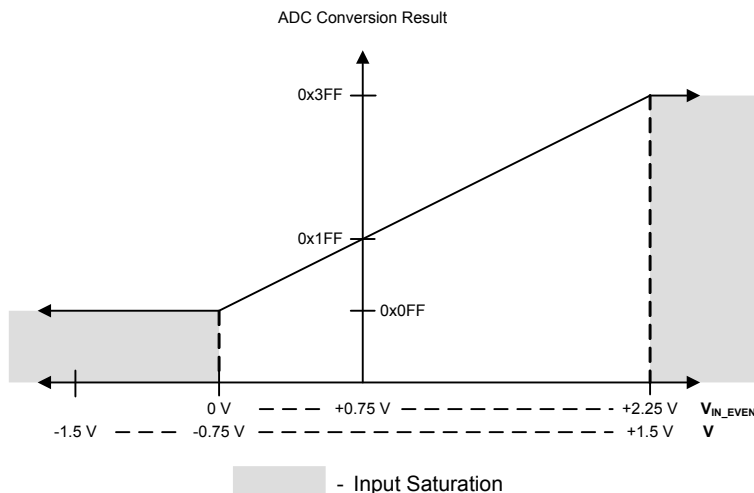 ADC Conversion Result
0x3FF
0x1FF
0x0FF
0 V +0.75 V +2.25 V VIN_EVEN
-1.5 V -0.75 V +1.5 V V
- Input Saturation